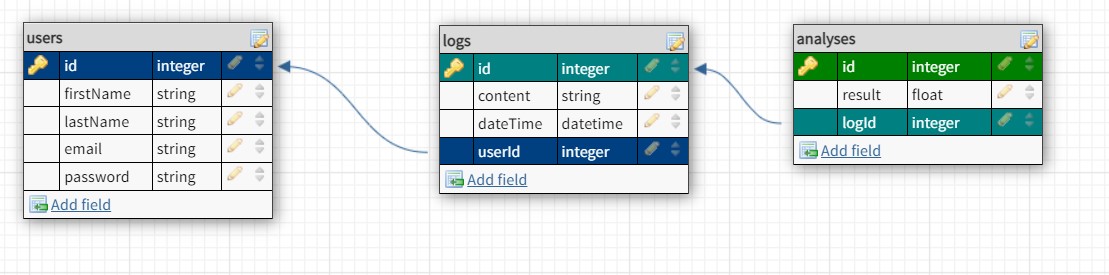 users
id integer
firstName string
lastName string
email string
password string
Add field
logs
id integer
content string
dateTime datetime
userId integer
Add field
analyses
id integer
result float
logId integer
Add field